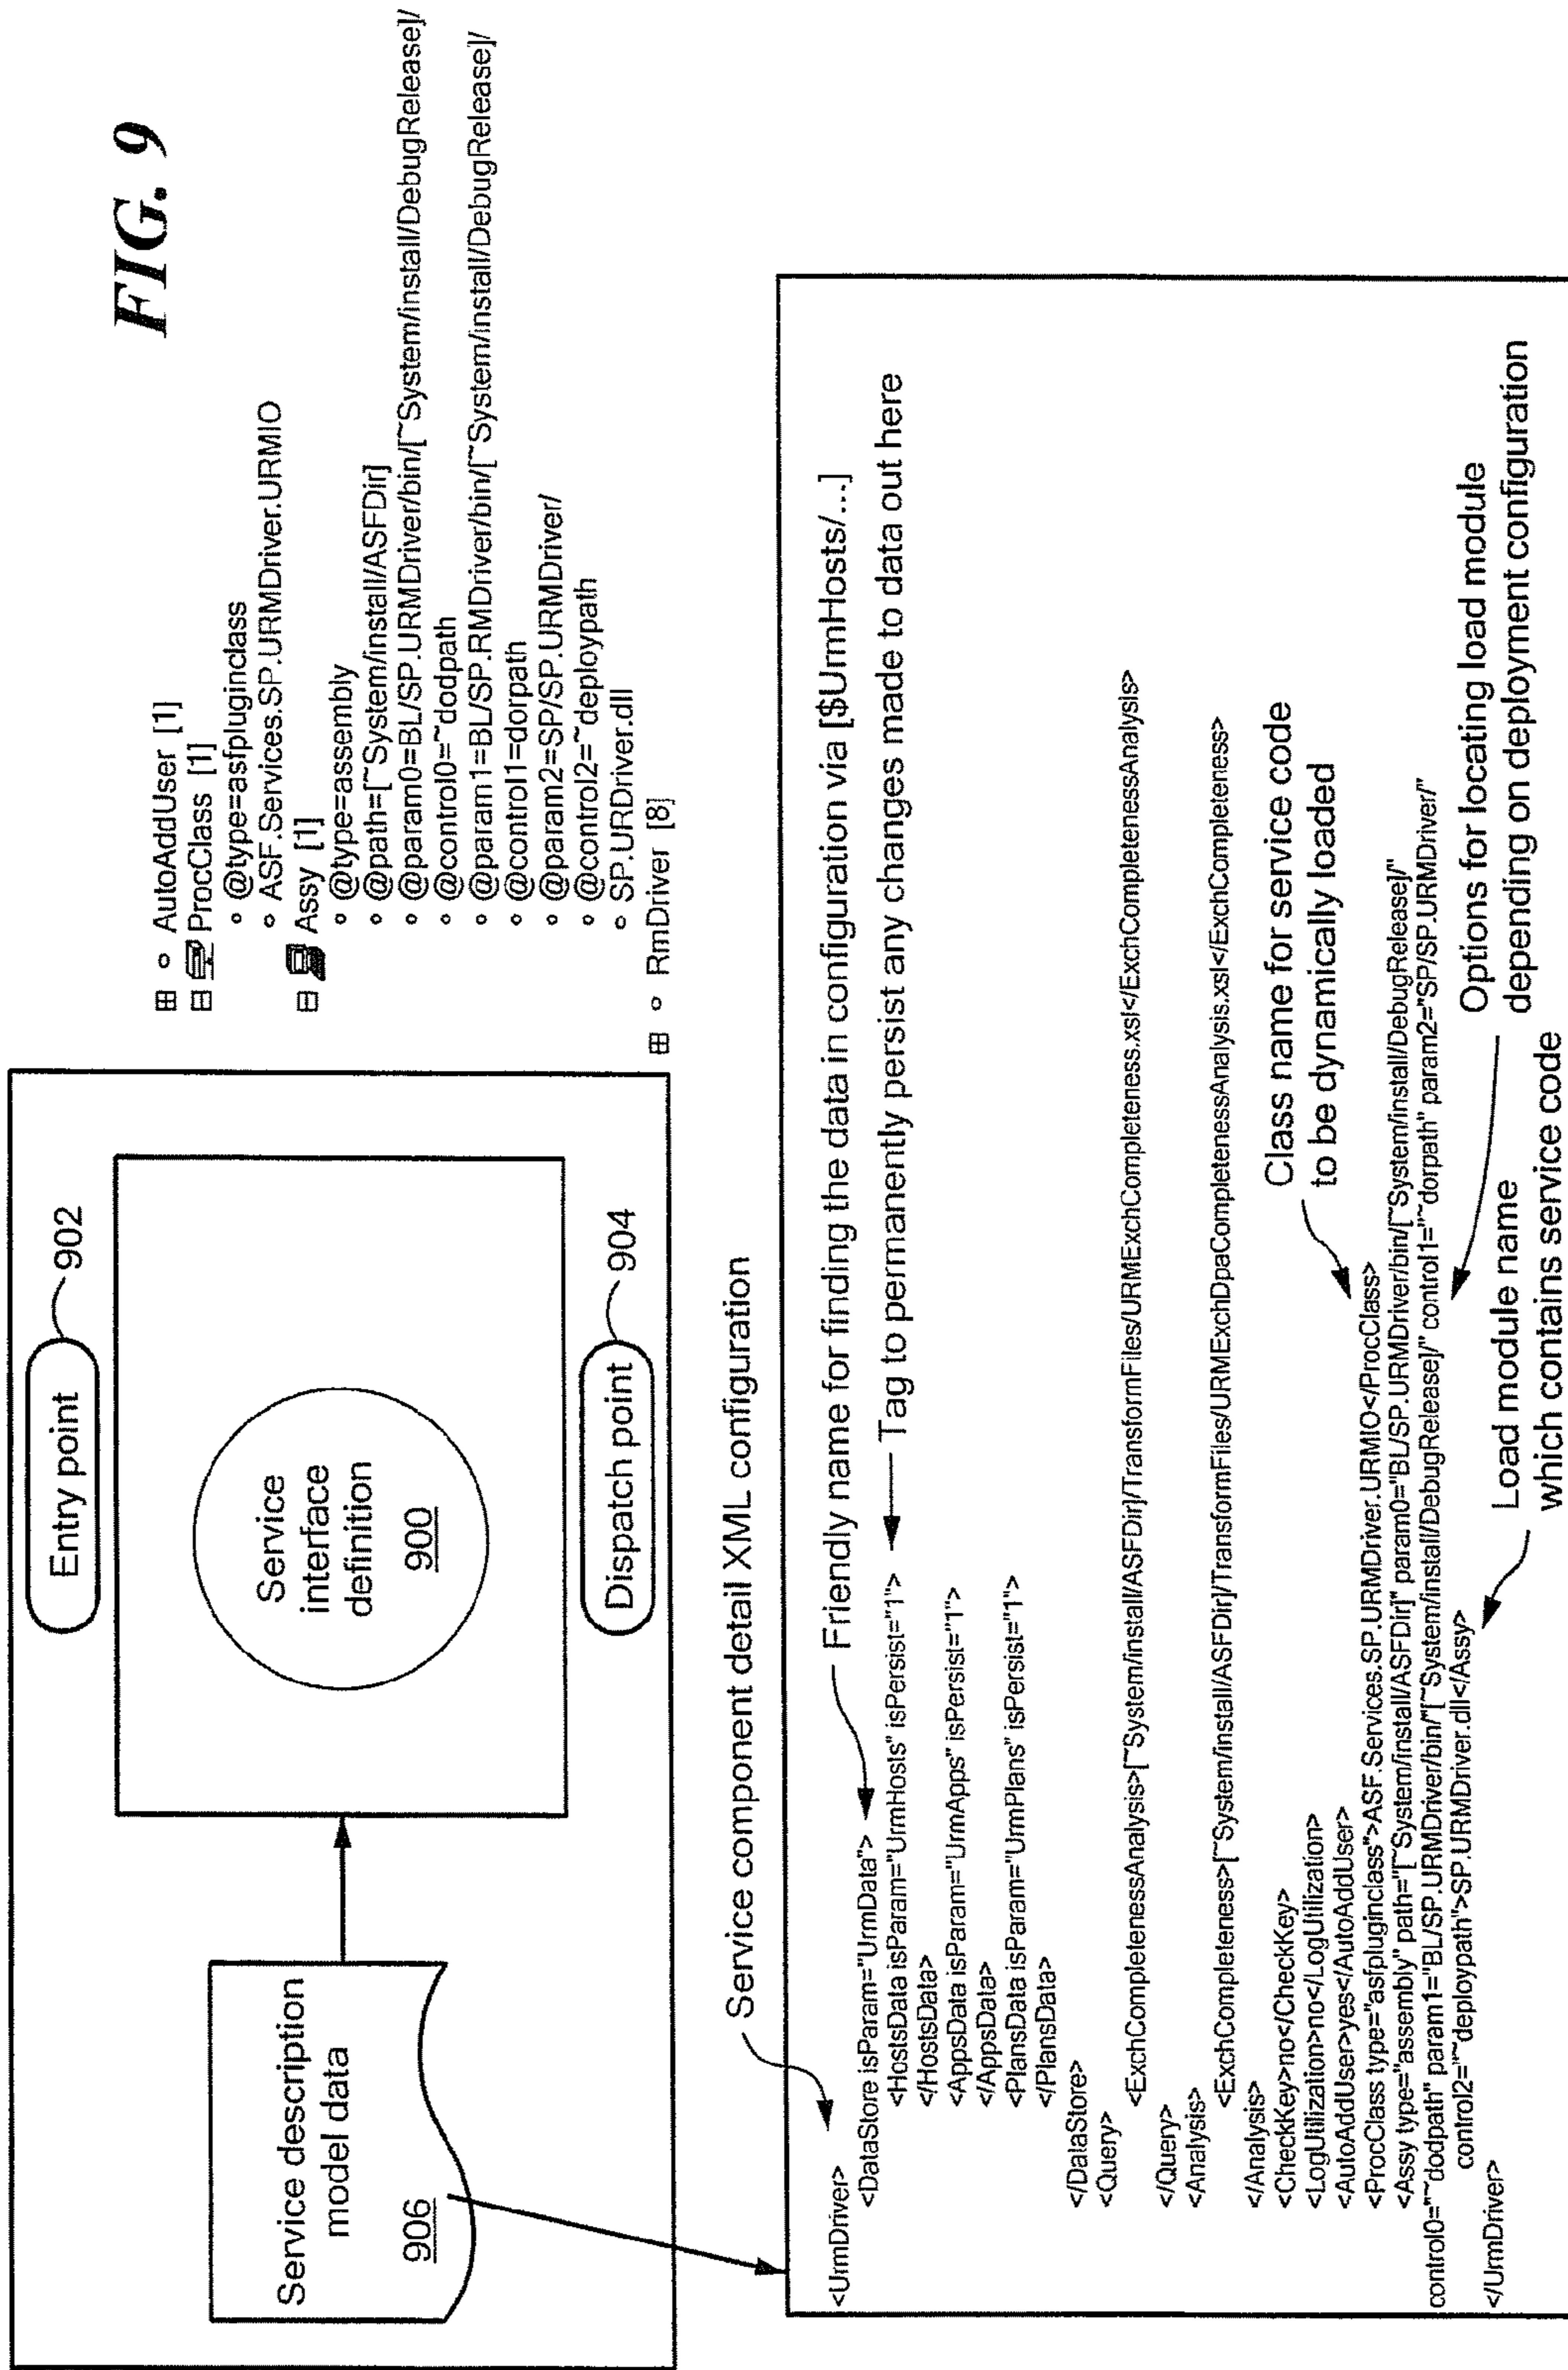 FIG. 9
Entry point
902
Service
interface
definition
900
Dispatch point
904
Service description
model data
906
⊞ ∘ AutoAddUser [1]
⊟ ProcClass [1]
∘ @type=asfpluginclass
∘ ASF.Services.SP.URMDriver.URMIO
⊟ Assy [1]
∘ @type=assembly
∘ @path=[~System/install/ASFDir]
∘ @param0=BL/SP.URMDriver/bin/[~System/install/DebugRelease]/
∘ @control0=~dodpath
∘ @param1=BL/SP.RMDriver/bin/[~System/install/DebugRelease]/
∘ @control1=dorpath
∘ @param2=SP/SP.URMDriver/
∘ @control2=~deploypath
∘ SP.URDriver.dll
⊞ ∘ RmDriver [8]
Service component detail XML configuration
Friendly name for finding the data in configuration via [$UrmHosts/...]
Tag to permanently persist any changes made to data out here
<UrmDriver>
<DataStore isParam="UrmData">
<HostsData isParam="UrmHosts" isPersist="1">
</HostsData>
<AppsData isParam="UrmApps" isPersist="1">
</AppsData>
<PlansData isParam="UrmPlans" isPersist="1">
</PlansData>
</DataStore>
<Query>
<ExchCompletenessAnalysis>[~System/install/ASFDir]/TransformFiles/URMExchCompleteness.xsl</ExchCompletenessAnalysis>
</Query>
<Analysis>
<ExchCompleteness>[~System/install/ASFDir]/TransformFiles/URMExchDpaCompletenessAnalysis.xsl</ExchCompleteness>
</Analysis>
<CheckKey>no</CheckKey>
<LogUtilization>no</LogUtilization>
<AutoAddUser>yes</AutoAddUser>
<ProcClass type="asfpluginclass">ASF.Services.SP.URMDriver.URMIO</ProcClass>
<Assy type="assembly" path="[~System/install/ASFDir]" param0="BL/SP.URMDriver/bin/[~System/install/DebugRelease]/"
control0="~dodpath" param1="BL/SP.URMDriver/bin/"[~System/install/DebugRelease]/" control1="~dorpath" param2="SP/SP.URMDriver/"
control2="~deploypath">SP.URMDriver.dll</Assy>
</UrmDriver>
Class name for service code
to be dynamically loaded
Options for locating load module
depending on deployment configuration
Load module name
which contains service code